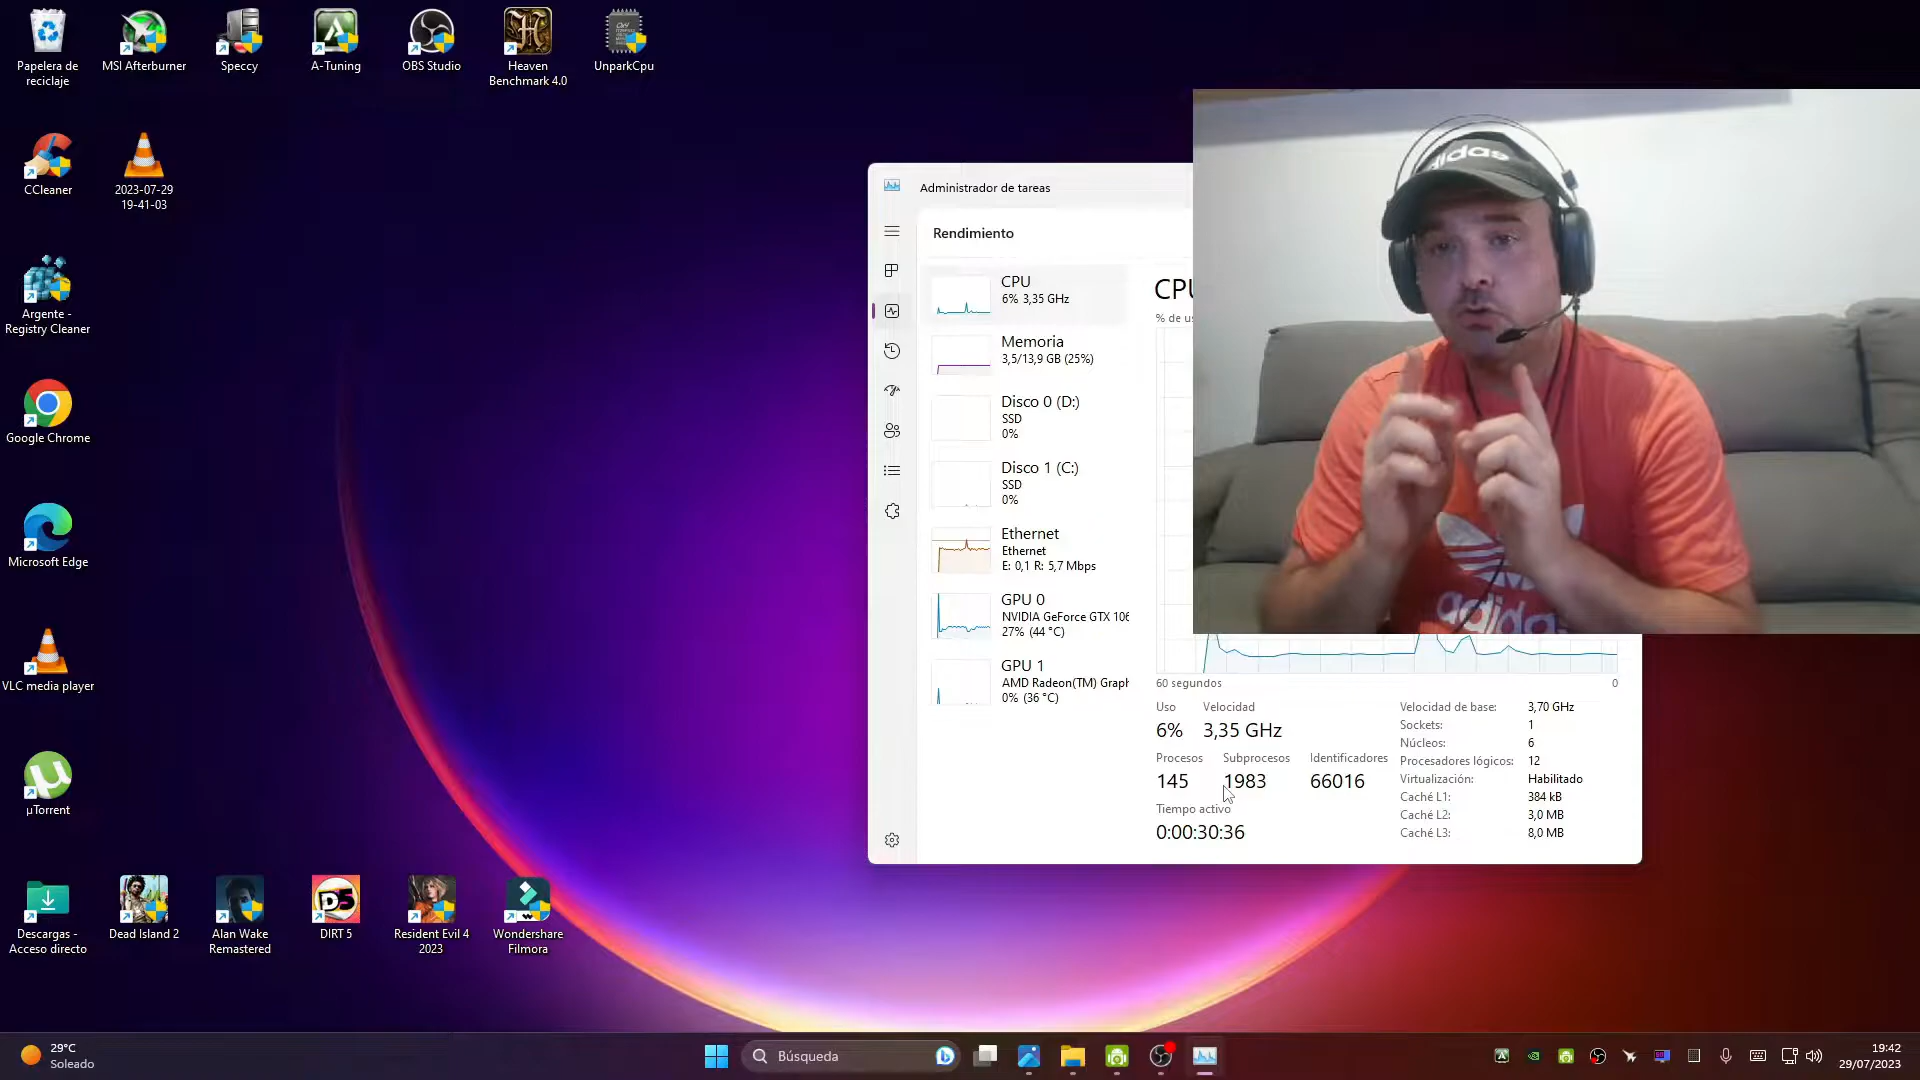 Papelera de
reciclaje
MSI Afterburner
Speccy
A-Tuning
OBS Studio
Heaven
Benchmark 4.0
UnparkCpu
CCleaner
2023-07-29
19-41-03
Argente -
Registry Cleaner
Google Chrome
Microsoft Edge
VLC media player
µTorrent
Descargas -
Acceso directo
Dead Island 2
Alan Wake
Remastered
DIRT 5
Resident Evil 4
2023
Wondershare
Filmora
adidas
adidas
Administrador de tareas
Rendimiento
CPU
6% 3,35 GHz
Memoria
3,5/13,9 GB (25%)
Disco 0 (D:)
SSD
0%
Disco 1 (C:)
SSD
0%
Ethernet
Ethernet
E: 0,1 R: 5,7 Mbps
GPU 0
NVIDIA GeForce GTX 106
27% (44 °C)
GPU 1
AMD Radeon(TM) Graph
0% (36 °C)
CPU
% de us
60 segundos
0
Uso
Velocidad
6%
3,35 GHz
Procesos
Subprocesos
Identificadores
145
1983
66016
Tiempo activo
0:00:30:36
Velocidad de base:
3,70 GHz
Sockets:
1
Núcleos:
6
Procesadores lógicos:
12
Virtualización:
Habilitado
Caché L1:
384 kB
Caché L2:
3,0 MB
Caché L3:
8,0 MB
29°C
Soleado
Búsqueda
19:42
29/07/2023